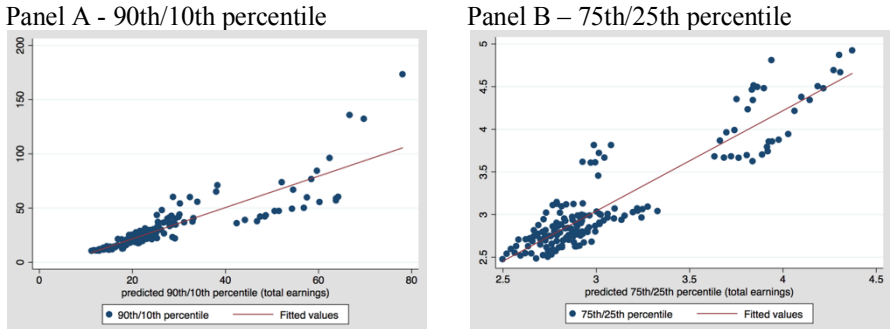 Panel A - 90th/10th percentile
200
150
100
50
0
0 20 40 60 80
predicted 90th/10th percentile (total earnings)
90th/10th percentile Fitted values
Panel B – 75th/25th percentile
5
4.5
4
3.5
3
2.5
2.5 3 3.5 4 4.5
predicted 75th/25th percentile (total earnings)
75th/25th percentile Fitted values